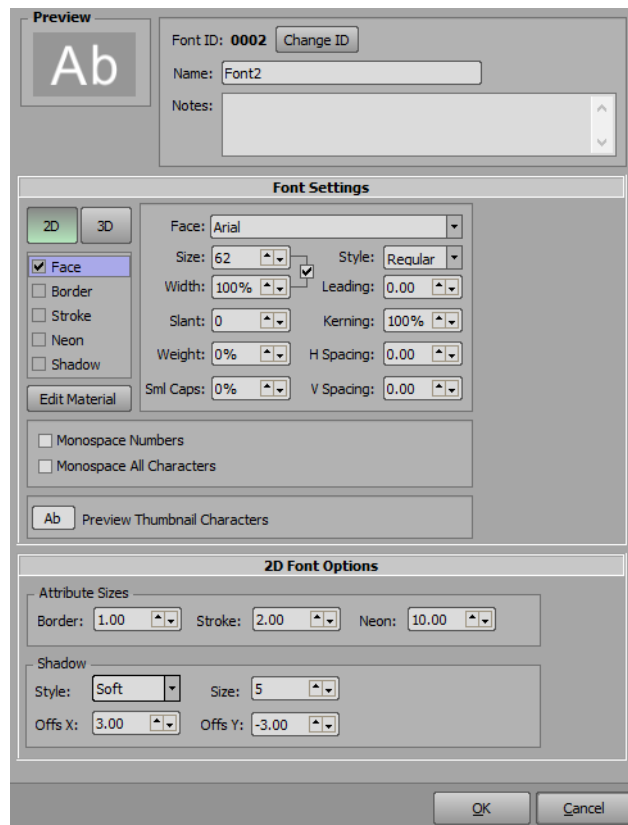 Preview
Ab
Font ID: 0002 Change ID
Name: Font2
Notes:
Font Settings
2D 3D
Face: Arial
Size: 62 Style: Regular
Width: 100% Leading: 0.00
Slant: 0 Kerning: 100%
Weight: 0% H Spacing: 0.00
Sml Caps: 0% V Spacing: 0.00
Face
Border
Stroke
Neon
Shadow
Edit Material
Monospace Numbers
Monospace All Characters
Ab Preview Thumbnail Characters
2D Font Options
Attribute Sizes
Border: 1.00 Stroke: 2.00 Neon: 10.00
Shadow
Style: Soft Size: 5
Offs X: 3.00 Offs Y: -3.00
OK Cancel